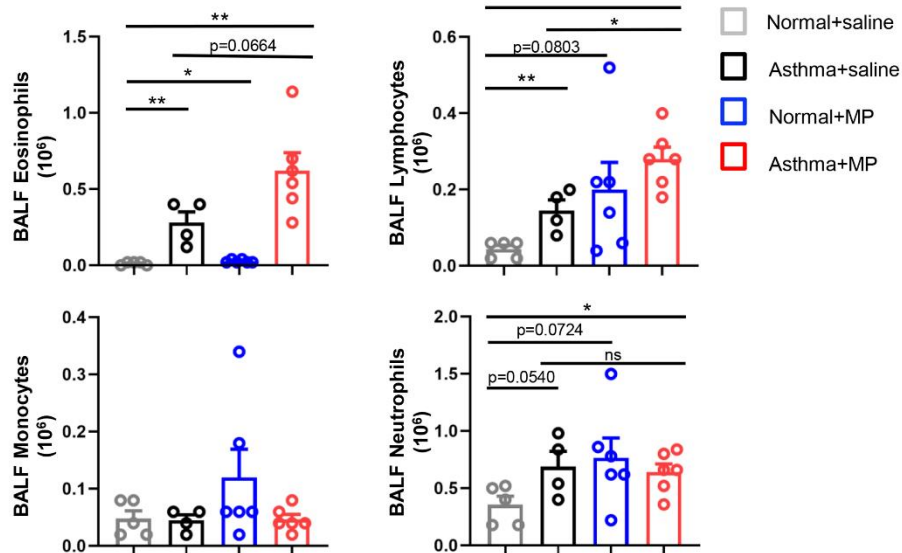 **
1.5
p=0.0664
*
1.0
**
0.5
0.0
BALF Eosinophils
(10⁶)
0.6
*
p=0.0803
**
0.4
0.2
0.0
BALF Lymphocytes
(10⁶)
Normal+saline
Asthma+saline
Normal+MP
Asthma+MP
0.4
0.3
0.2
0.1
0.0
BALF Monocytes
(10⁶)
2.0
*
p=0.0724
1.5
ns
p=0.0540
1.0
0.5
0.0
BALF Neutrophils
(10⁶)